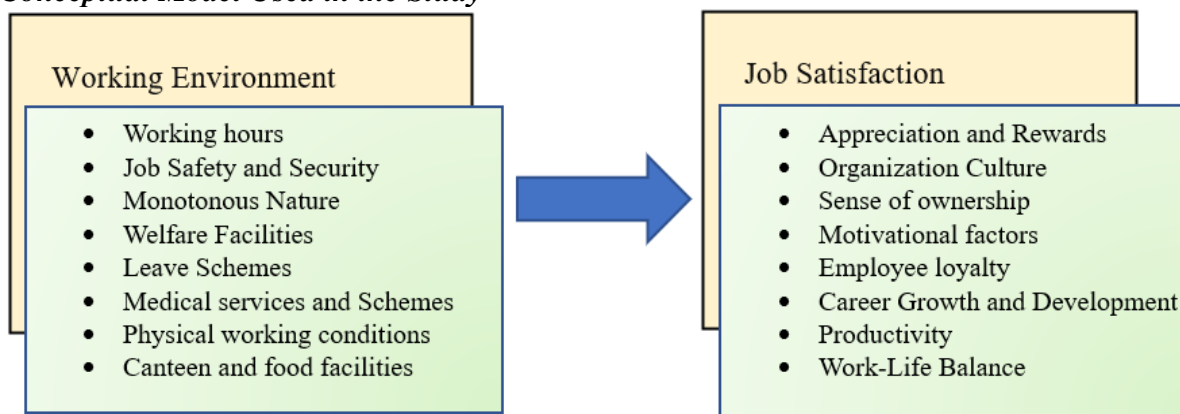 Conceptual Model Used in the Study
Working Environment
• Working hours
• Job Safety and Security
• Monotonous Nature
• Welfare Facilities
• Leave Schemes
• Medical services and Schemes
• Physical working conditions
• Canteen and food facilities
Job Satisfaction
• Appreciation and Rewards
• Organization Culture
• Sense of ownership
• Motivational factors
• Employee loyalty
• Career Growth and Development
• Productivity
• Work-Life Balance